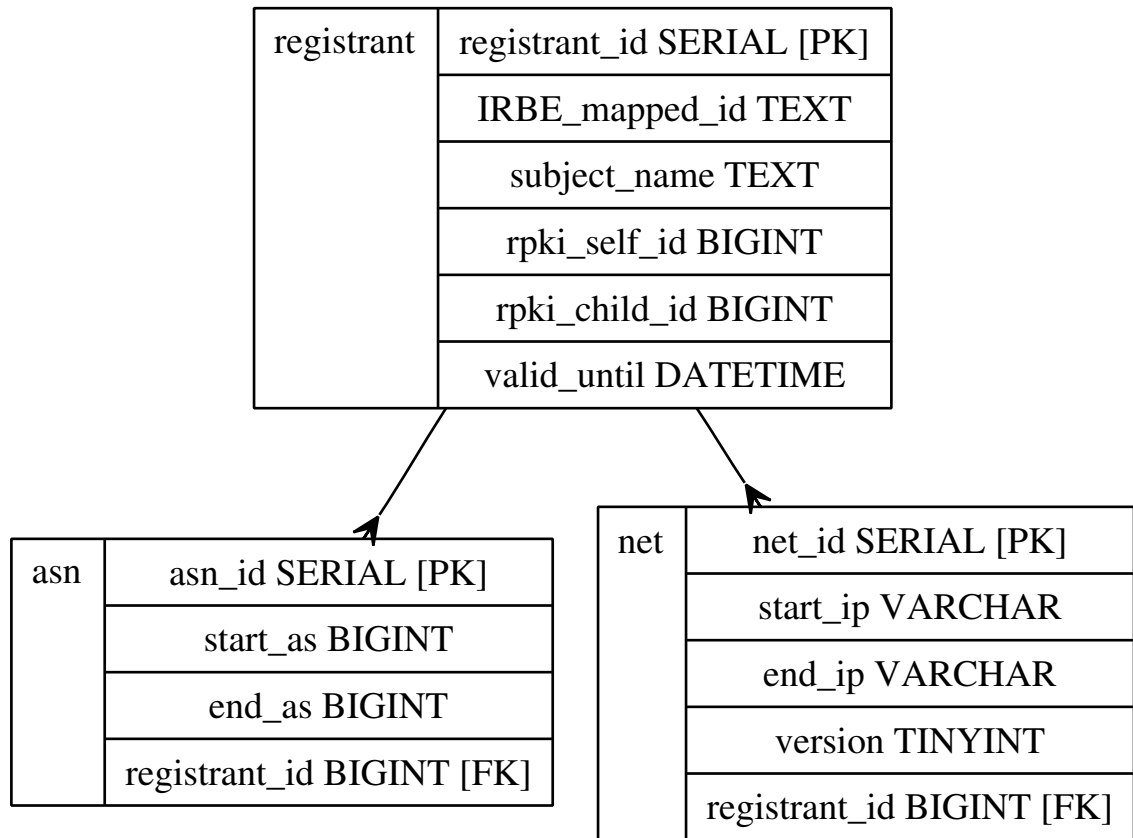 registrant
registrant_id SERIAL [PK]
IRBE_mapped_id TEXT
subject_name TEXT
rpki_self_id BIGINT
rpki_child_id BIGINT
valid_until DATETIME
asn
asn_id SERIAL [PK]
start_as BIGINT
end_as BIGINT
registrant_id BIGINT [FK]
net
net_id SERIAL [PK]
start_ip VARCHAR
end_ip VARCHAR
version TINYINT
registrant_id BIGINT [FK]